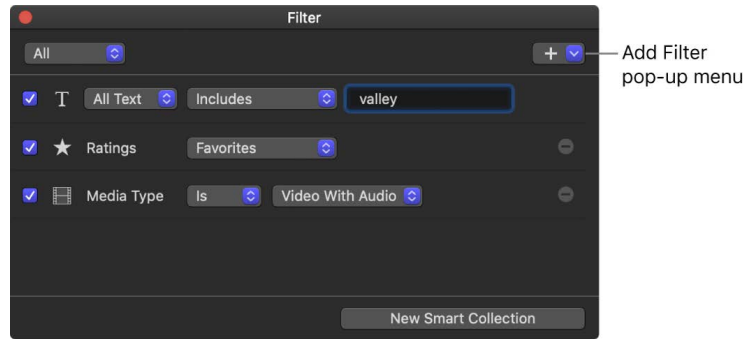 Filter
All
Add Filter
pop-up menu
T All Text Includes valley
Ratings Favorites
Media Type Is Video With Audio
New Smart Collection